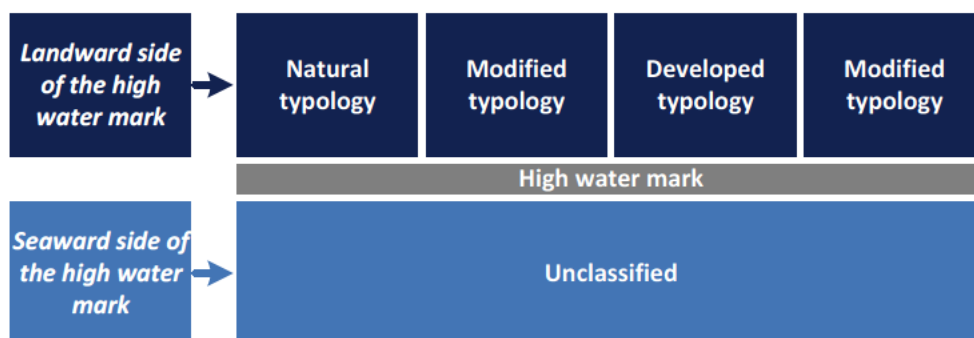 Landward side
of the high
water mark
Natural
typology
Modified
typology
Developed
typology
Modified
typology
High water mark
Seaward side of
the high water
mark
Unclassified